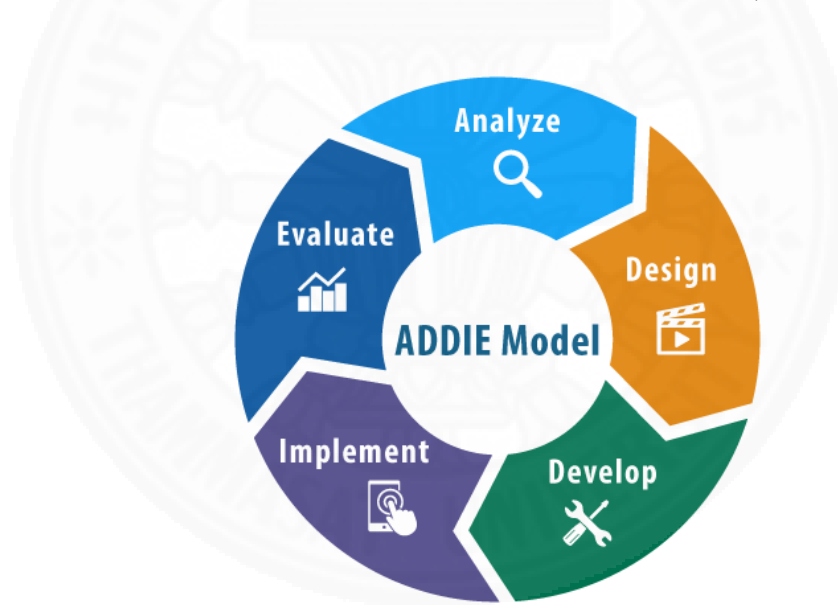 Analyze
Design
Develop
Implement
Evaluate
ADDIE Model